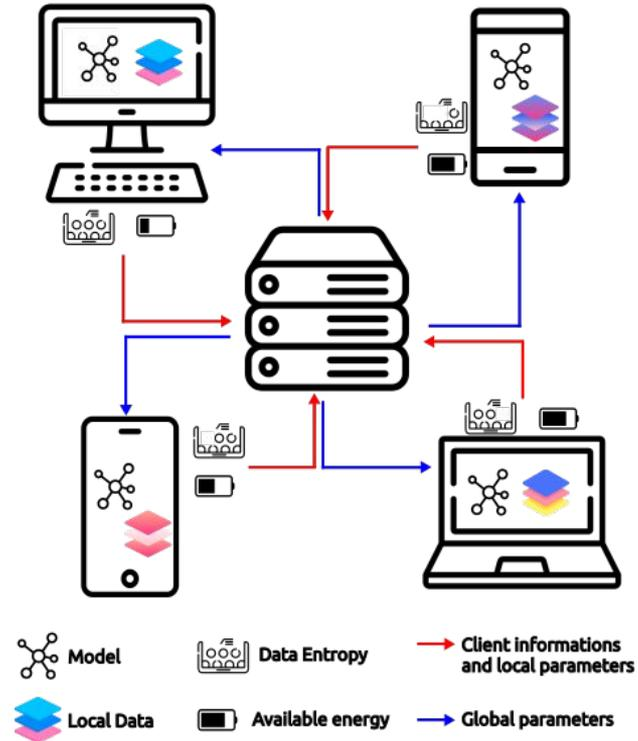 Model
Data Entropy
Client informations
and local parameters
Local Data
Available energy
Global parameters